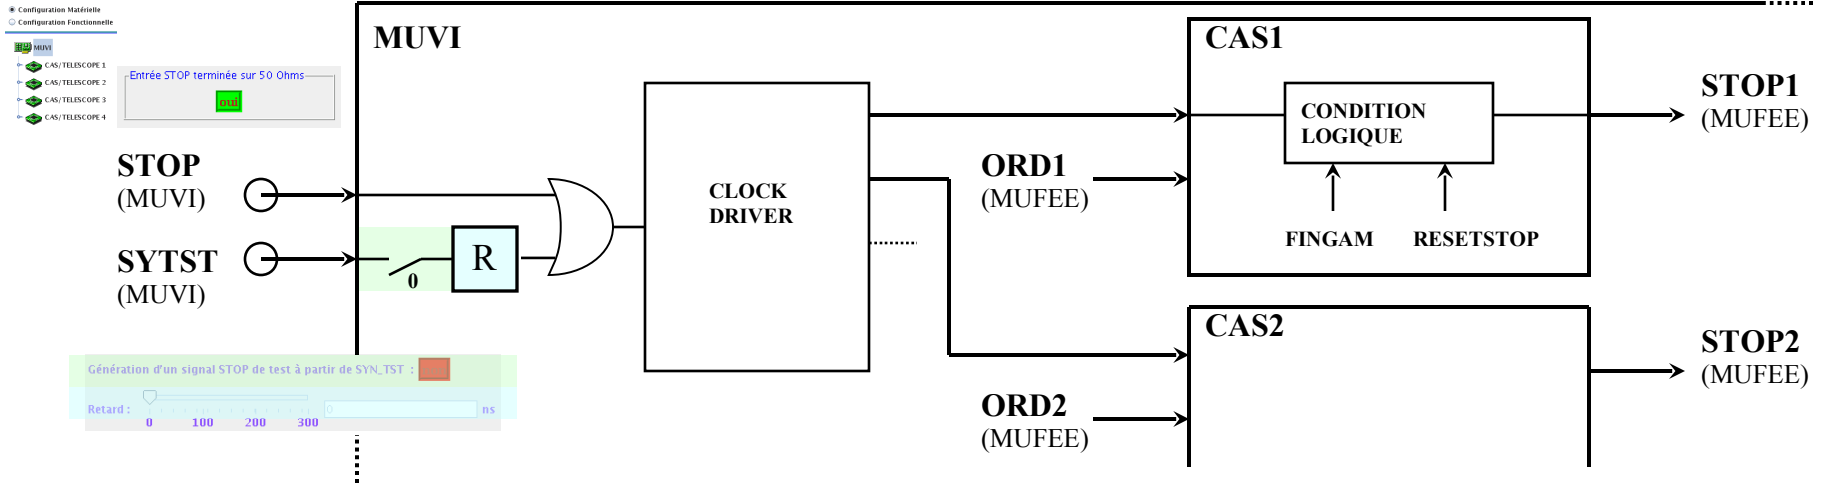 Configuration Matérielle
Configuration Fonctionnelle
MUVI
CAS/TELESCOPE 1
CAS/TELESCOPE 2
CAS/TELESCOPE 3
CAS/TELESCOPE 4
Entrée STOP terminée sur 50 Ohms
oui
MUVI
STOP
(MUVI)
SYTST
(MUVI)
0
R
CLOCK
DRIVER
Génération d'un signal STOP de test à partir de SYN_TST :
Retard :
0
ns
0 100 200 300
ORD1
(MUFEE)
CAS1
CONDITION
LOGIQUE
FINGAM
RESETSTOP
STOP1
(MUFEE)
ORD2
(MUFEE)
CAS2
STOP2
(MUFEE)